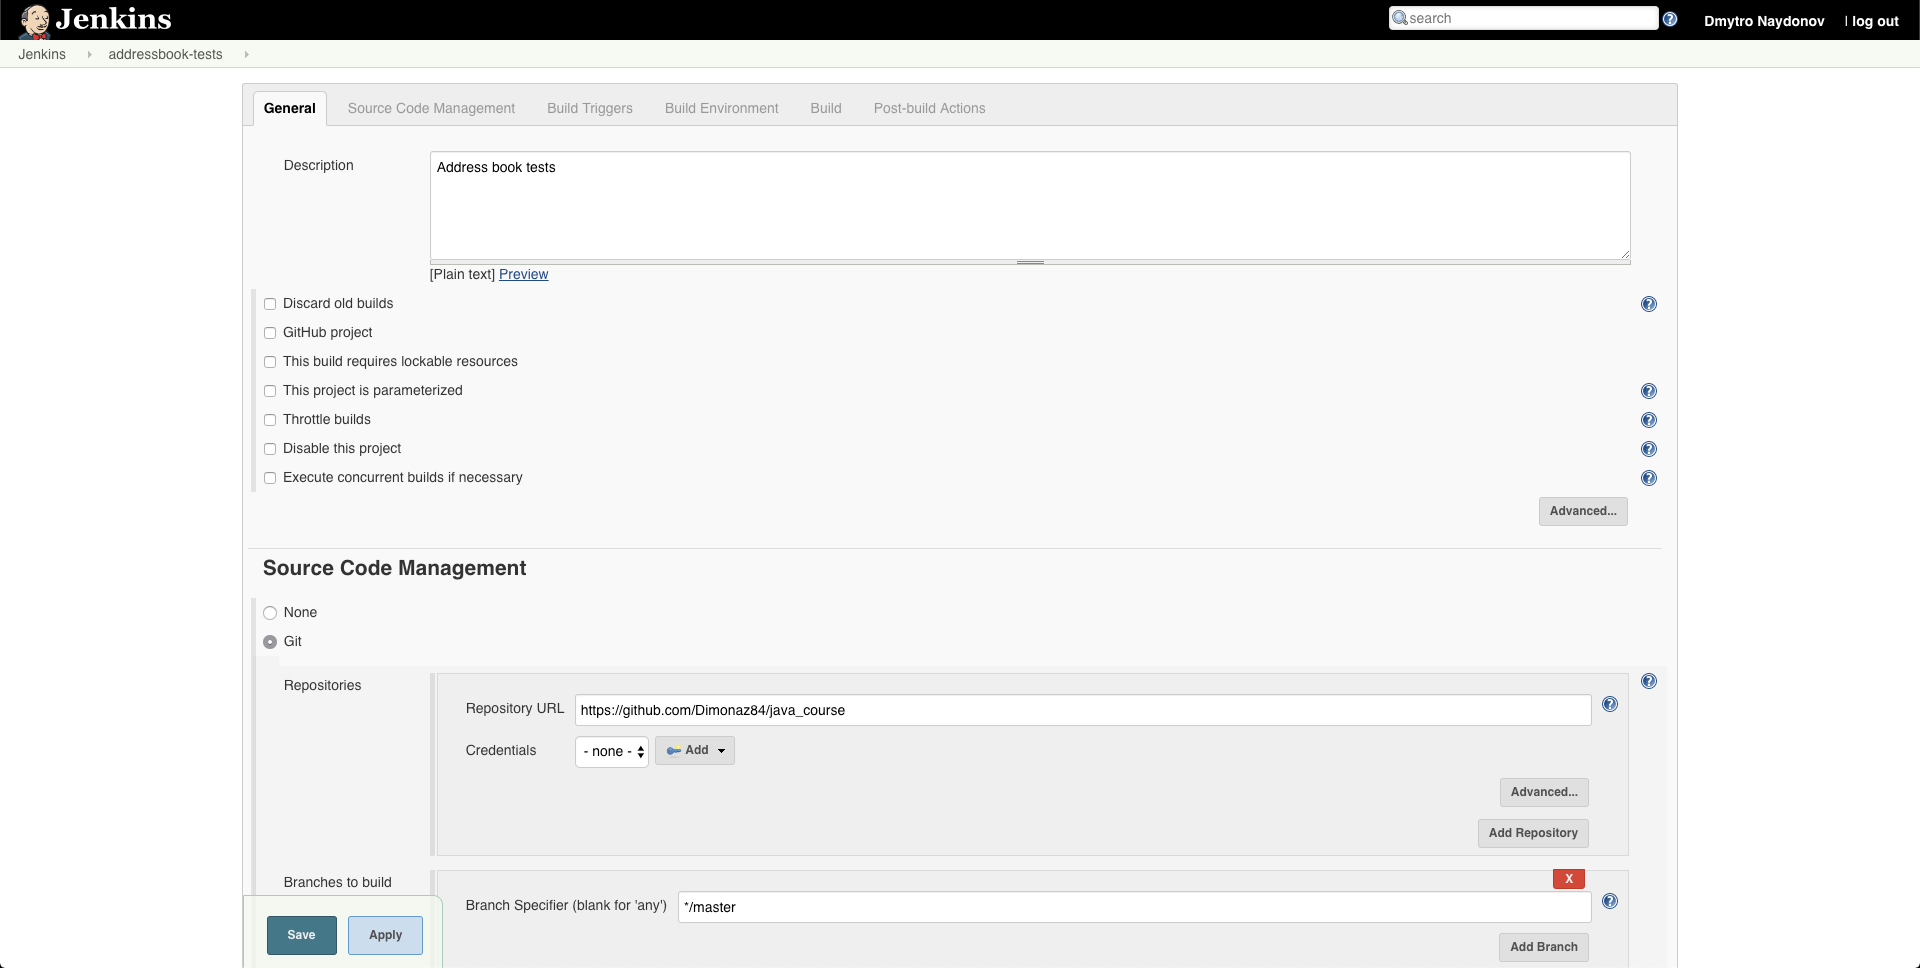 Jenkins
search
Dmytro Naydonov
| log out
Jenkins
addressbook-tests
General
Source Code Management
Build Triggers
Build Environment
Build
Post-build Actions
Description
Address book tests
[Plain text] Preview
Discard old builds
GitHub project
This build requires lockable resources
This project is parameterized
Throttle builds
Disable this project
Execute concurrent builds if necessary
Advanced...
Source Code Management
None
Git
Repositories
Repository URL
https://github.com/Dimonaz84/java_course
Credentials
- none -
Add
Advanced...
Add Repository
Branches to build
X
Branch Specifier (blank for 'any')
*/master
Save
Apply
Add Branch